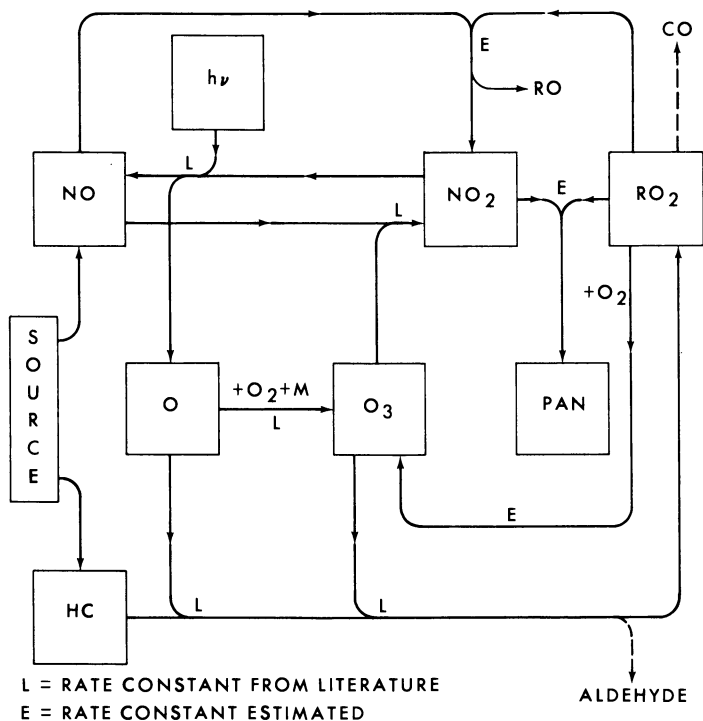 CO
E
hν
RO
L
NO
NO2
E
RO2
L
+O2
SOURCE
O
+O2+M
L
O3
PAN
E
HC
L
L
L = RATE CONSTANT FROM LITERATURE
E = RATE CONSTANT ESTIMATED
ALDEHYDE